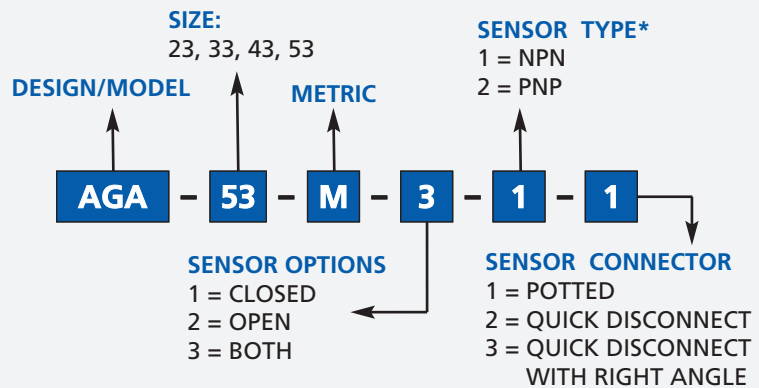 SIZE:
23, 33, 43, 53
SENSOR TYPE*
1 = NPN
2 = PNP
DESIGN/MODEL
METRIC
AGA - 53 - M - 3 - 1 - 1
SENSOR OPTIONS
1 = CLOSED
2 = OPEN
3 = BOTH
SENSOR CONNECTOR
1 = POTTED
2 = QUICK DISCONNECT
3 = QUICK DISCONNECT
WITH RIGHT ANGLE